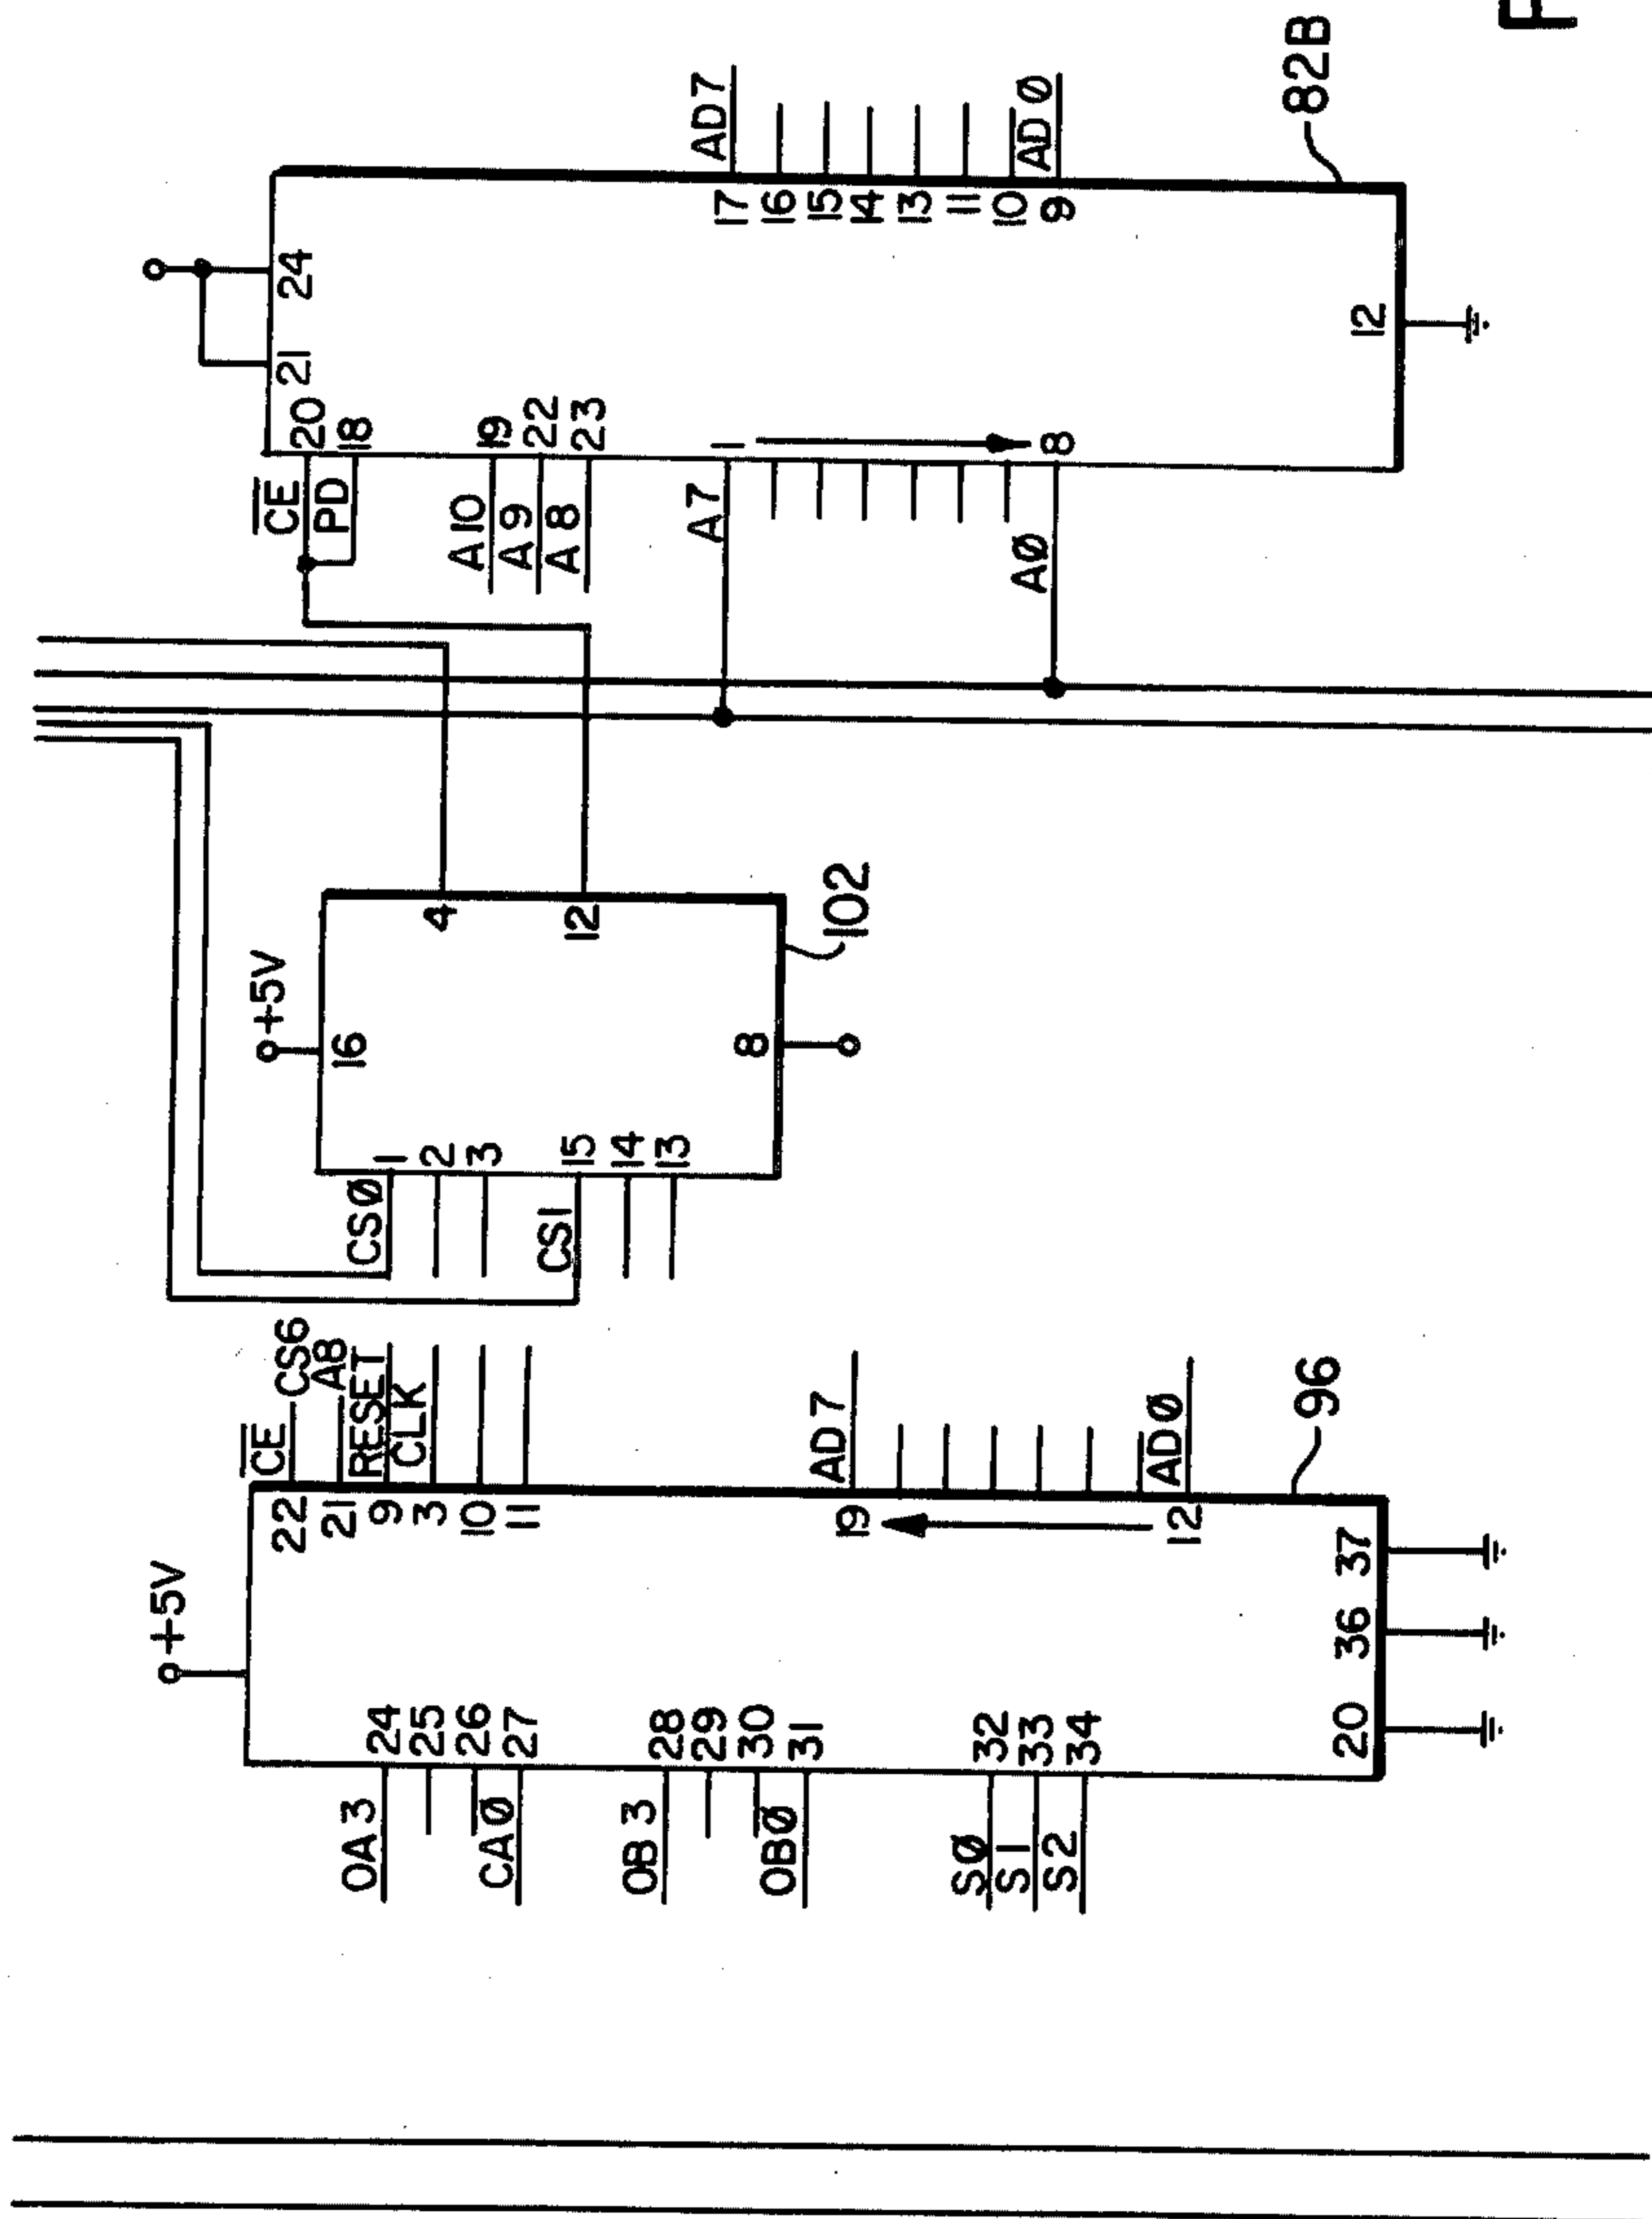 +5V
CE CS6
22
21 A8
24 OA3
9 RESET
25
3 CLK
26
10
27 CA0
11
28 OB3
29
30
31 OB0
19 AD7
32 S0
33 S1
34 S2
12 AD0
20 36 37
96
+5V
16
CS0 1
2
3
4
CS1 15
14
13
12
8
102
21 24
CE 20
PD 18
A10 19
A9 22
A8 23
A7 1
17 AD7
16
15
14
13
11
10
A0 8
9 AD0
12
82B